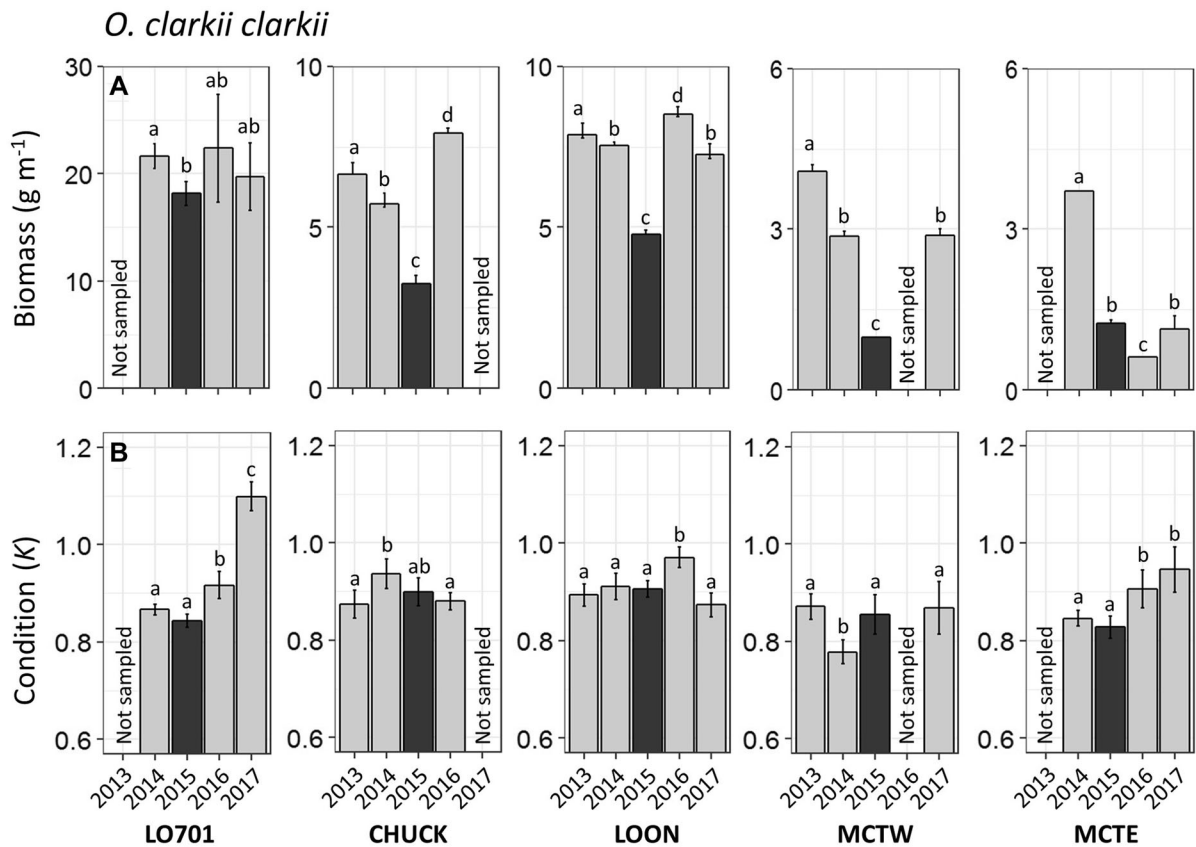 O. clarkii clarkii
A
Biomass (g m-1)
30
20
10
0
Not sampled
a
b
ab
ab
10
5
0
a
b
c
d
Not sampled
10
5
0
a
b
c
d
b
6
3
0
a
b
c
Not sampled
b
6
3
0
Not sampled
a
b
c
b
B
Condition (K)
1.2
1.0
0.8
0.6
Not sampled
a
a
b
c
1.2
1.0
0.8
0.6
a
b
ab
a
Not sampled
1.2
1.0
0.8
0.6
a
a
a
b
a
1.2
1.0
0.8
0.6
a
b
a
Not sampled
a
1.2
1.0
0.8
0.6
Not sampled
a
a
b
b
2013 2014 2015 2016 2017
2013 2014 2015 2016 2017
2013 2014 2015 2016 2017
2013 2014 2015 2016 2017
2013 2014 2015 2016 2017
LO701 CHUCK LOON MCTW MCTE